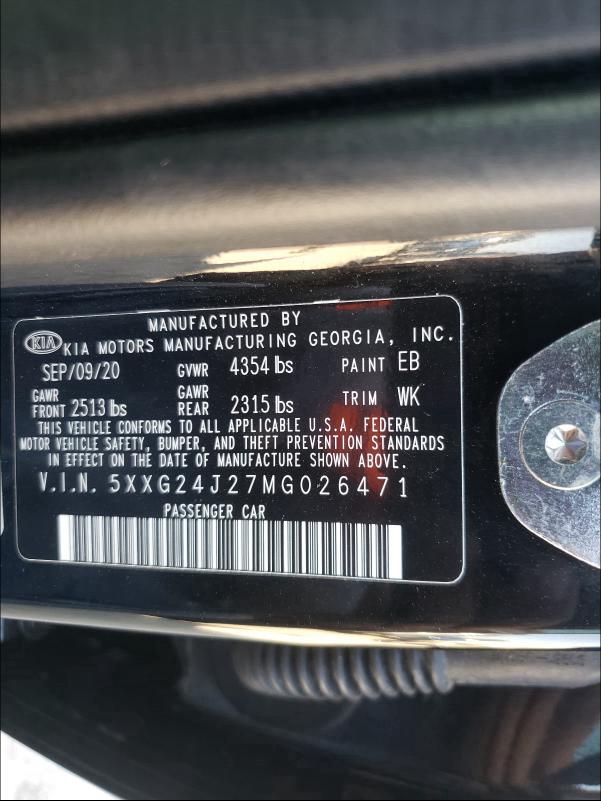 MANUFACTURED BY
KIA KIA MOTORS MANUFACTURING GEORGIA, INC.
SEP/09/20 GVWR 4354 lbs PAINT EB
GAWR FRONT 2513 lbs GAWR REAR 2315 lbs TRIM WK
THIS VEHICLE CONFORMS TO ALL APPLICABLE U.S.A. FEDERAL
MOTOR VEHICLE SAFETY, BUMPER, AND THEFT PREVENTION STANDARDS
IN EFFECT ON THE DATE OF MANUFACTURE SHOWN ABOVE.
V.I.N. 5XXG24J27MG026471
PASSENGER CAR